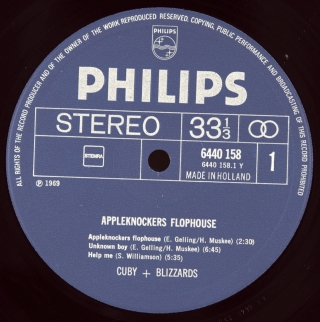 ALL RIGHTS OF THE RECORD PRODUCER AND OF THE OWNER OF THE WORK REPRODUCED RESERVED. COPYING, PUBLIC PERFORMANCE AND BROADCASTING OF THIS RECORD PROHIBITED
PHILIPS
PHILIPS
STEREO
33 1/3
STEMRA
6440 158
6440 158.1 Y
MADE IN HOLLAND
1
℗ 1969
APPLEKNOCKERS FLOPHOUSE
Appleknockers flophouse (E. Gelling/H. Muskee) (2:30)
Unknown boy (E. Gelling/H. Muskee) (6:45)
Help me (S. Williamson) (5:35)
CUBY + BLIZZARDS